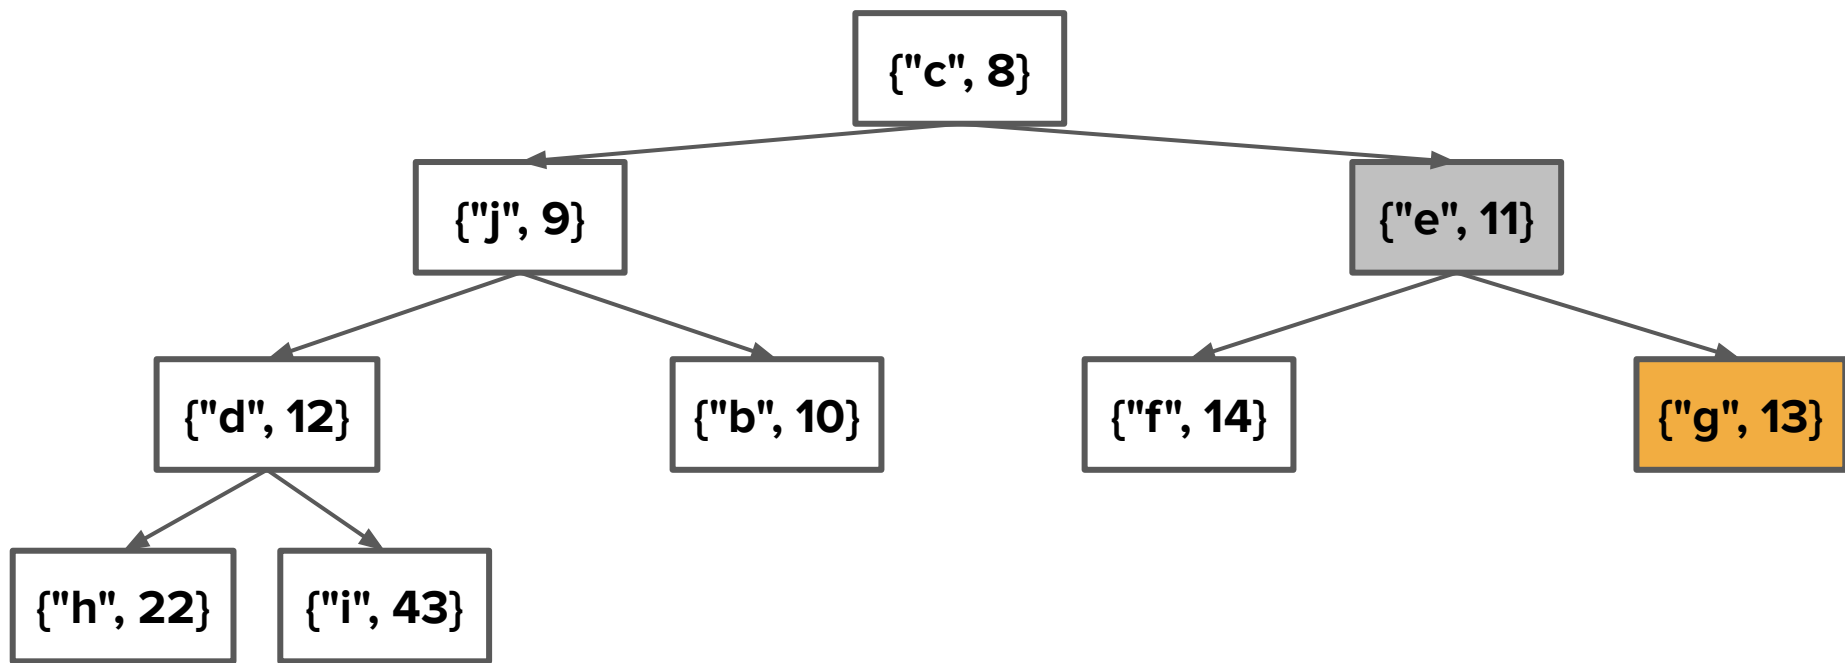 {"c", 8}
{"j", 9}
{"e", 11}
{"d", 12}
{"b", 10}
{"f", 14}
{"g", 13}
{"h", 22}
{"i", 43}